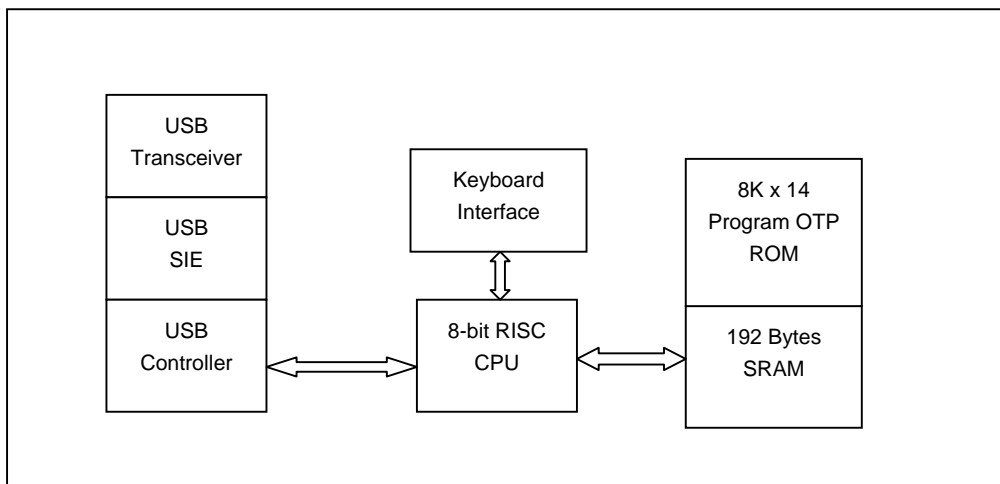 USB
Transceiver
USB
SIE
USB
Controller
Keyboard
Interface
8-bit RISC
CPU
8K x 14
Program OTP
ROM
192 Bytes
SRAM